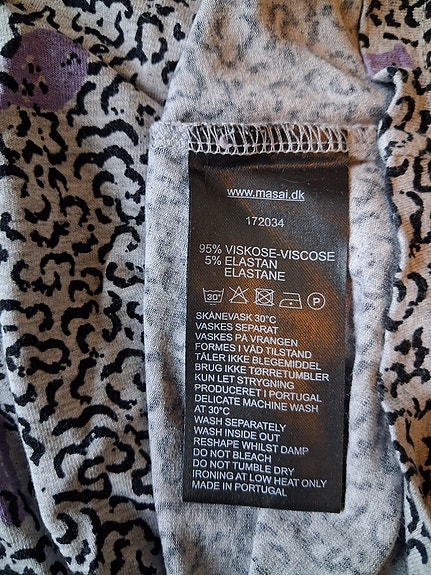 www.masai.dk
172034
95% VISKOSE-VISCOSE
5% ELASTAN
ELASTANE
30°
P
SKÅNEVASK 30°C
VASKES SEPARAT
VASKES PÅ VRANGEN
FORMES I VÅD TILSTAND
TÅLER IKKE BLEGEMIDDEL
BRUG IKKE TØRRETUMBLER
KUN LET STRYGNING
PRODUCERET I PORTUGAL
DELICATE MACHINE WASH
AT 30°C
WASH SEPARATELY
WASH INSIDE OUT
RESHAPE WHILST DAMP
DO NOT BLEACH
DO NOT TUMBLE DRY
IRONING AT LOW HEAT ONLY
MADE IN PORTUGAL